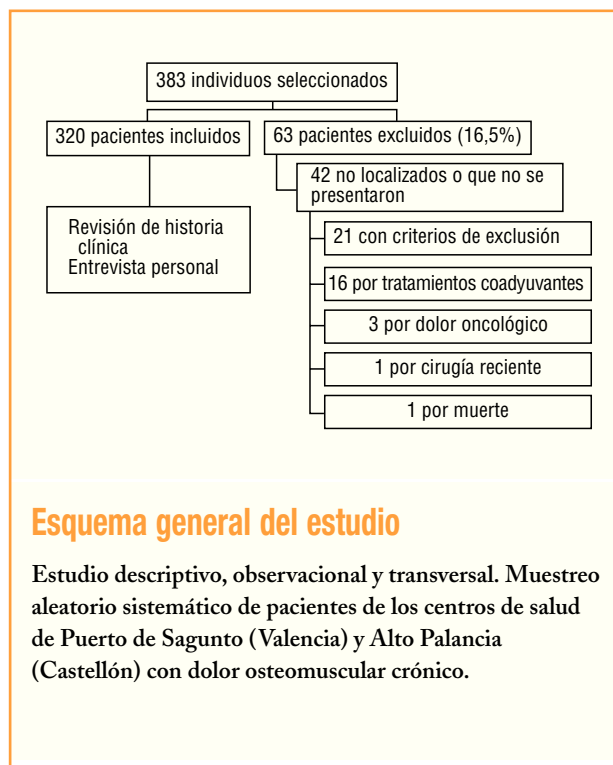 383 individuos seleccionados
320 pacientes incluidos
63 pacientes excluidos (16,5%)
42 no localizados o que no se
presentaron
Revisión de historia
clínica
Entrevista personal
21 con criterios de exclusión
16 por tratamientos coadyuvantes
3 por dolor oncológico
1 por cirugía reciente
1 por muerte
Esquema general del estudio
Estudio descriptivo, observacional y transversal. Muestreo
aleatorio sistemático de pacientes de los centros de salud
de Puerto de Sagunto (Valencia) y Alto Palancia
(Castellón) con dolor osteomuscular crónico.